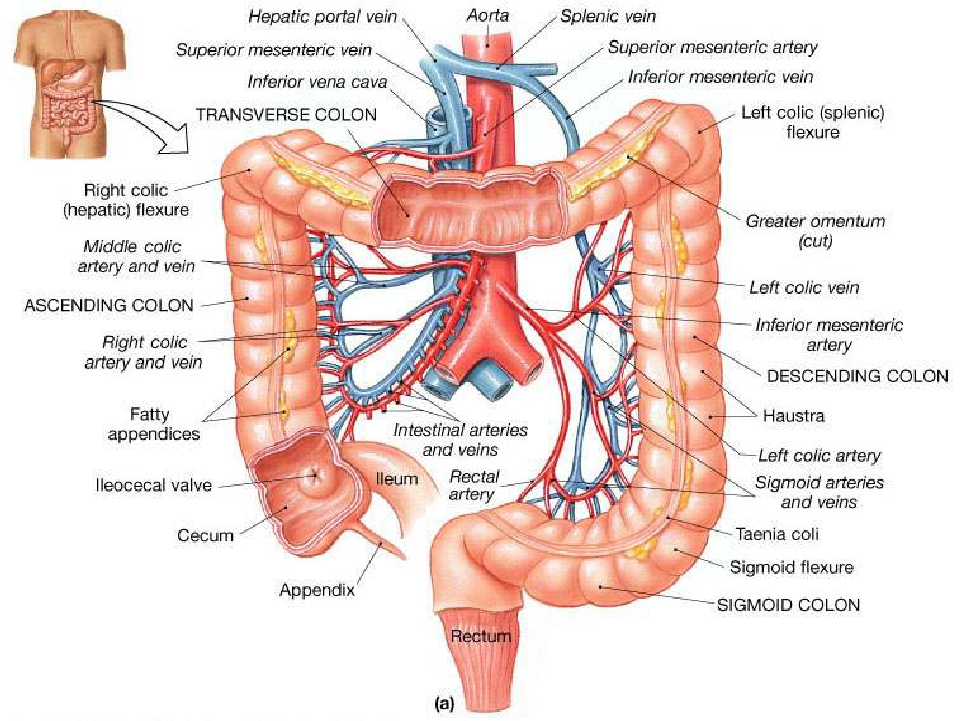 Hepatic portal vein
Aorta
Splenic vein
Superior mesenteric vein
Superior mesenteric artery
Inferior vena cava
Inferior mesenteric vein
TRANSVERSE COLON
Left colic (splenic)
flexure
Right colic
(hepatic) flexure
Greater omentum
(cut)
Middle colic
artery and vein
Left colic vein
ASCENDING COLON
Inferior mesenteric
artery
Right colic
artery and vein
DESCENDING COLON
Haustra
Fatty
appendices
Intestinal arteries
and veins
Left colic artery
Ileocecal valve
Ileum
Rectal
artery
Sigmoid arteries
and veins
Cecum
Taenia coli
Sigmoid flexure
Appendix
SIGMOID COLON
Rectum
(a)